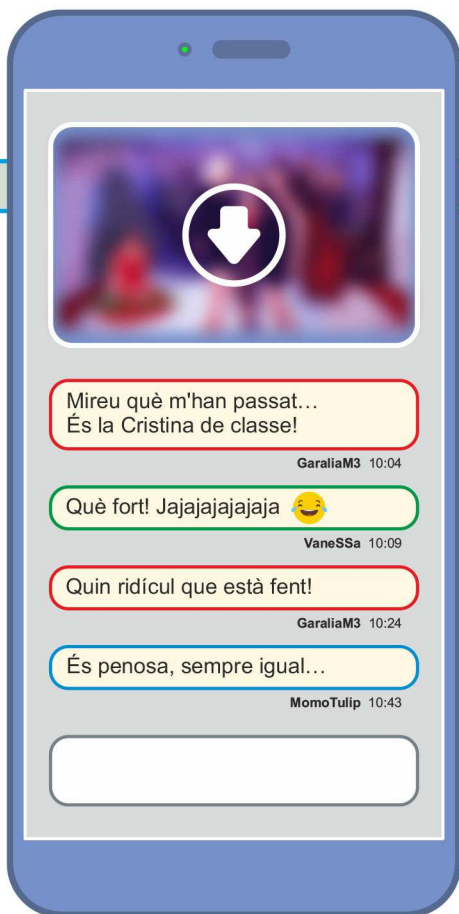 Mireu què m'han passat…
És la Cristina de classe!
GaraliaM3 10:04
Què fort! Jajajajajajaja 😂
VaneSSa 10:09
Quin ridícul que està fent!
GaraliaM3 10:24
És penosa, sempre igual…
MomoTulip 10:43